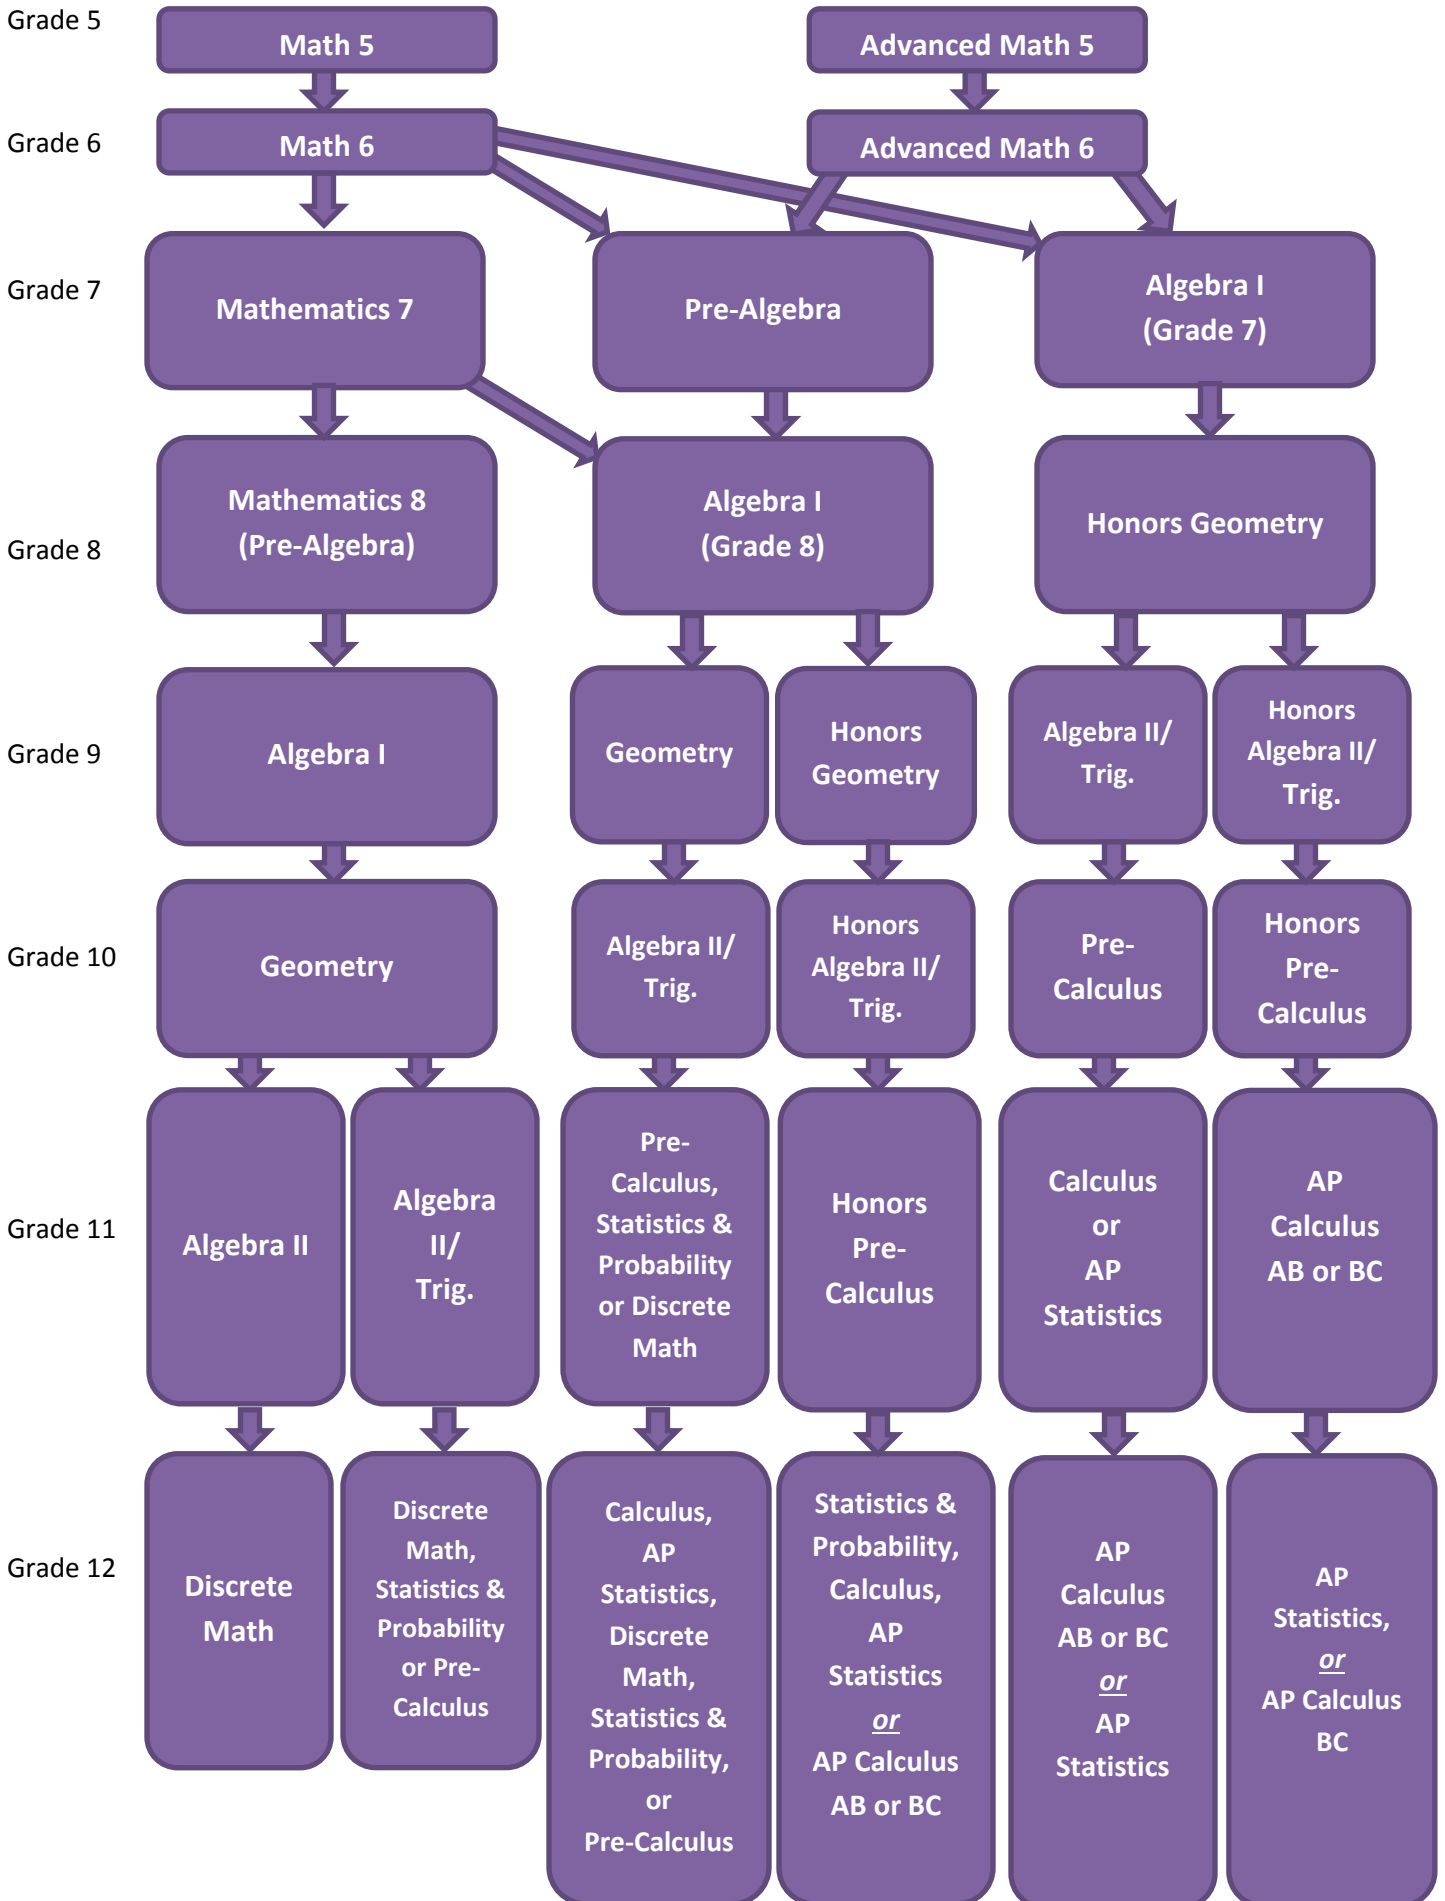 Grade 5
Math 5
Advanced Math 5
Grade 6
Math 6
Advanced Math 6
Grade 7
Mathematics 7
Pre-Algebra
Algebra I
(Grade 7)
Grade 8
Mathematics 8
(Pre-Algebra)
Algebra I
(Grade 8)
Honors Geometry
Grade 9
Algebra I
Geometry
Honors
Geometry
Algebra II/
Trig.
Honors
Algebra II/
Trig.
Grade 10
Geometry
Algebra II/
Trig.
Honors
Algebra II/
Trig.
Pre-
Calculus
Honors
Pre-
Calculus
Grade 11
Algebra II
Algebra
II/
Trig.
Pre-
Calculus,
Statistics &
Probability
or Discrete
Math
Honors
Pre-
Calculus
Calculus
or
AP
Statistics
AP
Calculus
AB or BC
Grade 12
Discrete
Math
Discrete
Math,
Statistics &
Probability
or Pre-
Calculus
Calculus,
AP
Statistics,
Discrete
Math,
Statistics &
Probability,
or
Pre-Calculus
Statistics &
Probability,
Calculus,
AP
Statistics
or
AP Calculus
AB or BC
AP
Calculus
AB or BC
or
AP
Statistics
AP
Statistics,
or
AP Calculus
BC